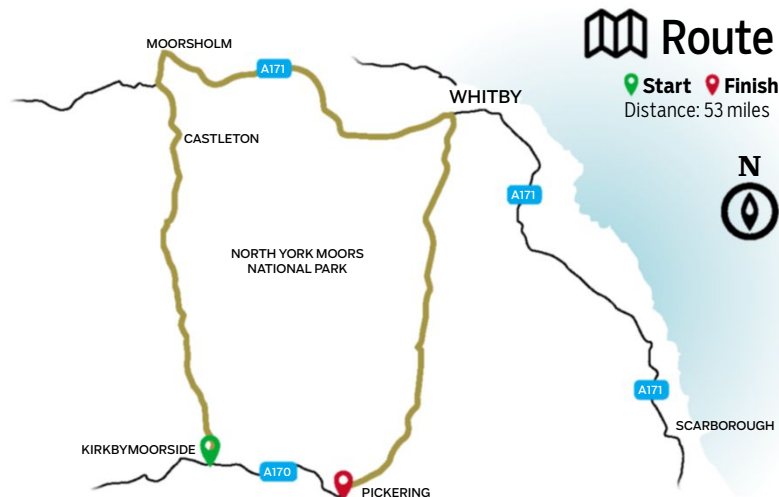 Route
Start Finish
Distance: 53 miles
MOORSHOLM
A171
WHITBY
CASTLETON
N
A171
NORTH YORK MOORS
NATIONAL PARK
A171
SCARBOROUGH
KIRKBYMOORSIDE
A170
PICKERING